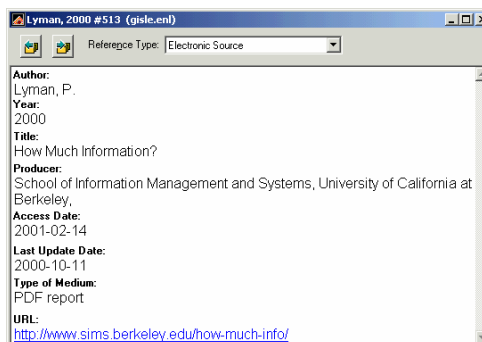 Lyman, 2000 #513 (gisle.enl)
Reference Type: Electronic Source
Author:
Lyman, P.
Year:
2000
Title:
How Much Information?
Producer:
School of Information Management and Systems, University of California at
Berkeley,
Access Date:
2001-02-14
Last Update Date:
2000-10-11
Type of Medium:
PDF report
URL:
http://www.sims.berkeley.edu/how-much-info/